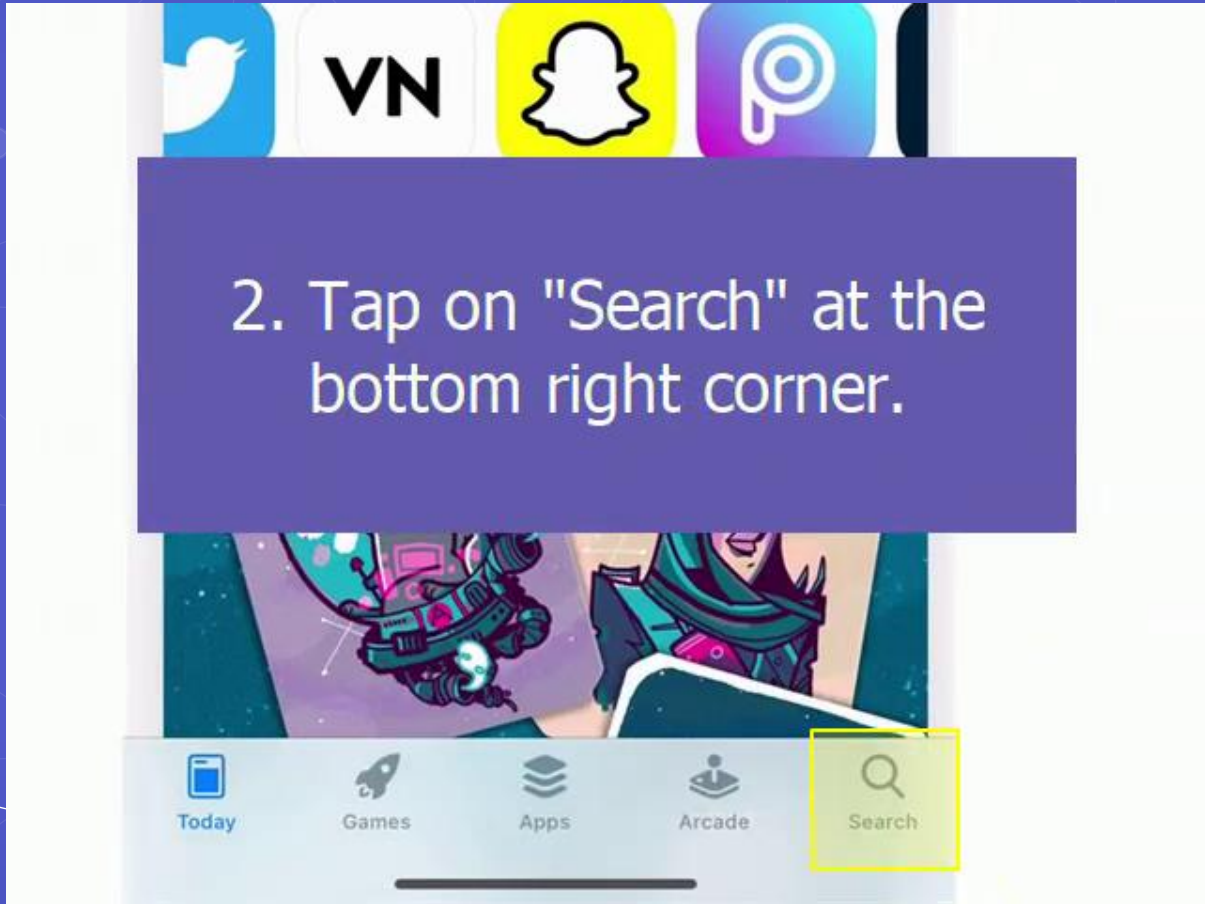 VN
2. Tap on "Search" at the
bottom right corner.
Today
Games
Apps
Arcade
Search